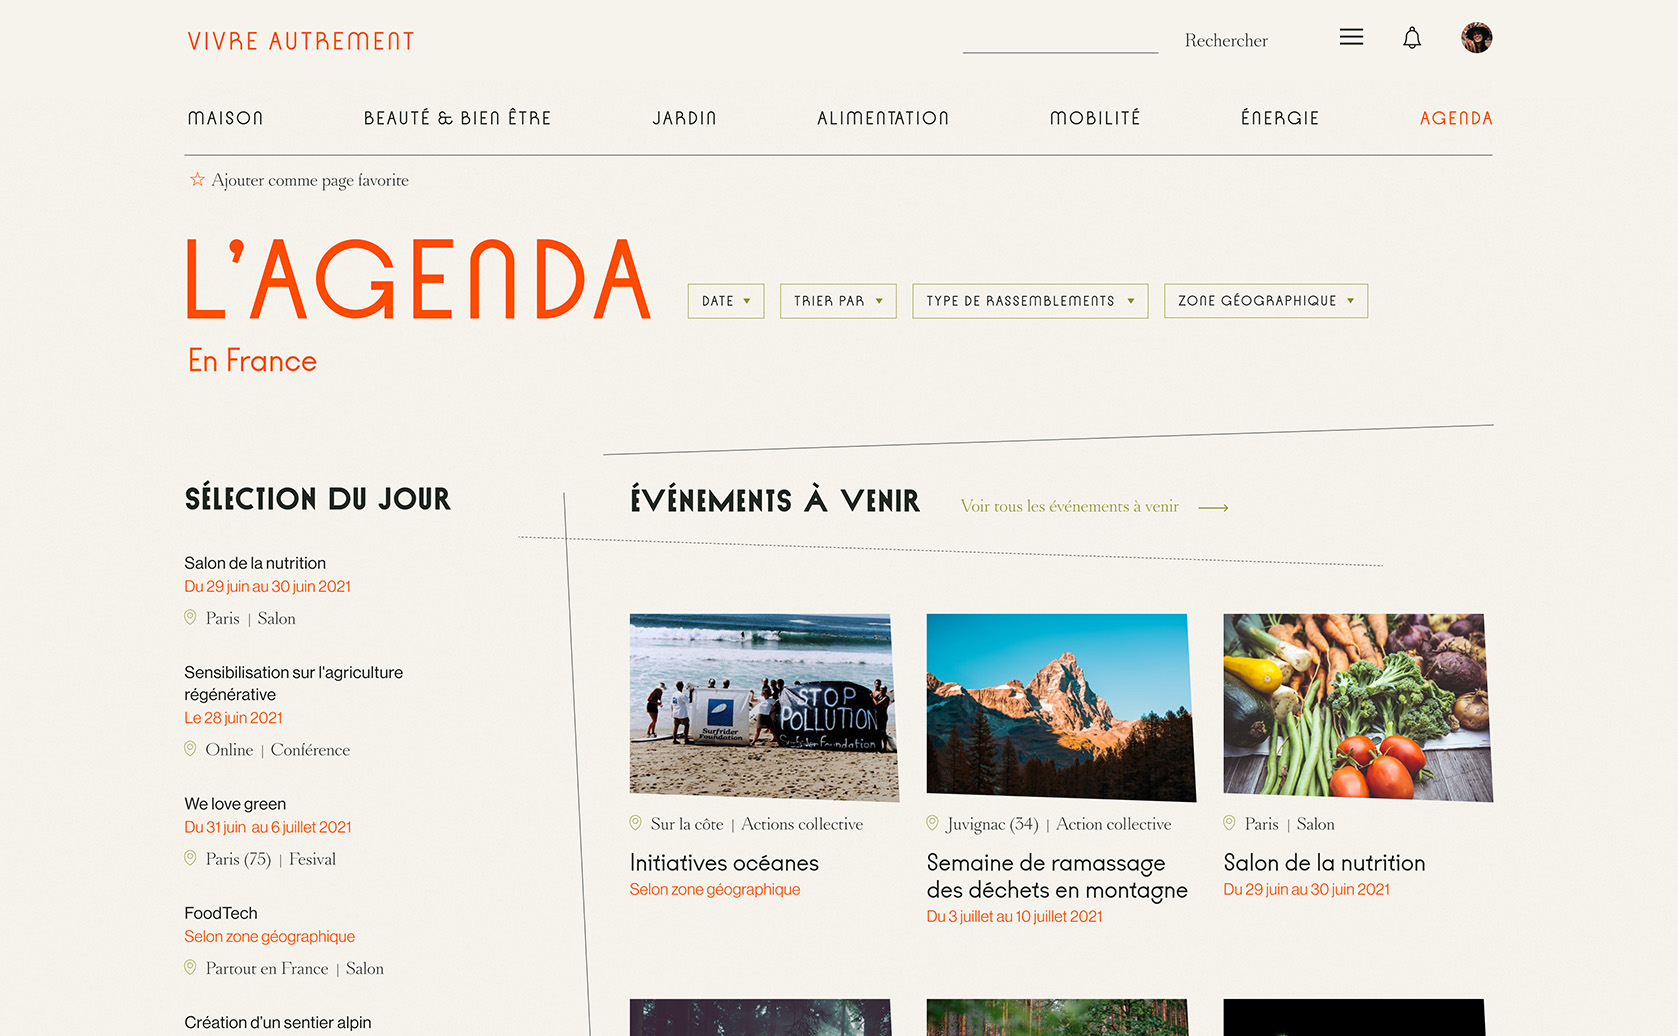 VIVRE AUTREMENT
Rechercher
MAISON
BEAUTÉ & BIEN ÊTRE
JARDIN
ALIMENTATION
MOBILITÉ
ÉNERGIE
AGENDA
Ajouter comme page favorite
L'AGENDA
DATE
TRIER PAR
TYPE DE RASSEMBLEMENTS
ZONE GÉOGRAPHIQUE
En France
SÉLECTION DU JOUR
Salon de la nutrition
Du 29 juin au 30 juin 2021
Paris | Salon
Sensibilisation sur l'agriculture
régénérative
Le 28 juin 2021
Online | Conférence
We love green
Du 31 juin au 6 juillet 2021
Paris (75) | Fesival
FoodTech
Selon zone géographique
Partout en France | Salon
Création d'un sentier alpin
ÉVÉNEMENTS À VENIR
Voir tous les événements à venir
Surfrider
Foundation
STOP
POLLUTION
Surfrider Foundation
Sur la côte | Actions collective
Initiatives océanes
Selon zone géographique
Juvignac (34) | Action collective
Semaine de ramassage
des déchets en montagne
Du 3 juillet au 10 juillet 2021
Paris | Salon
Salon de la nutrition
Du 29 juin au 30 juin 2021